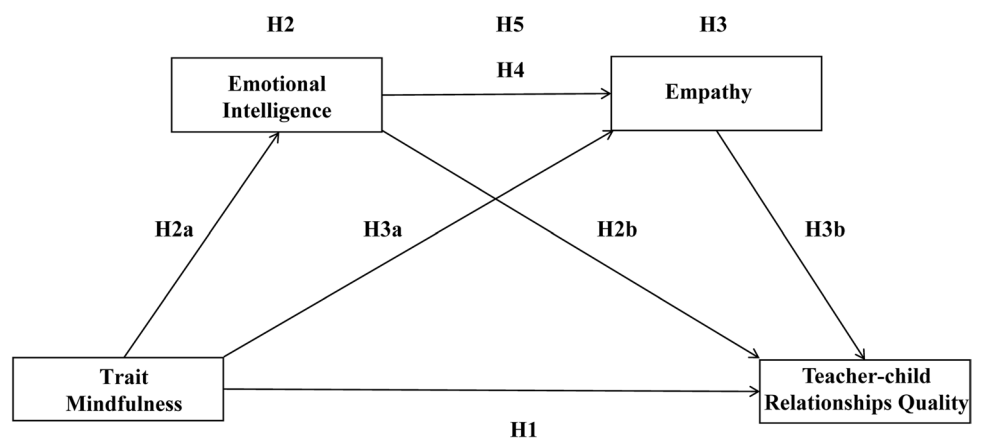 H2
H5
H3
H4
Emotional
Intelligence
Empathy
H2a
H3a
H2b
H3b
Trait
Mindfulness
Teacher-child
Relationships Quality
H1